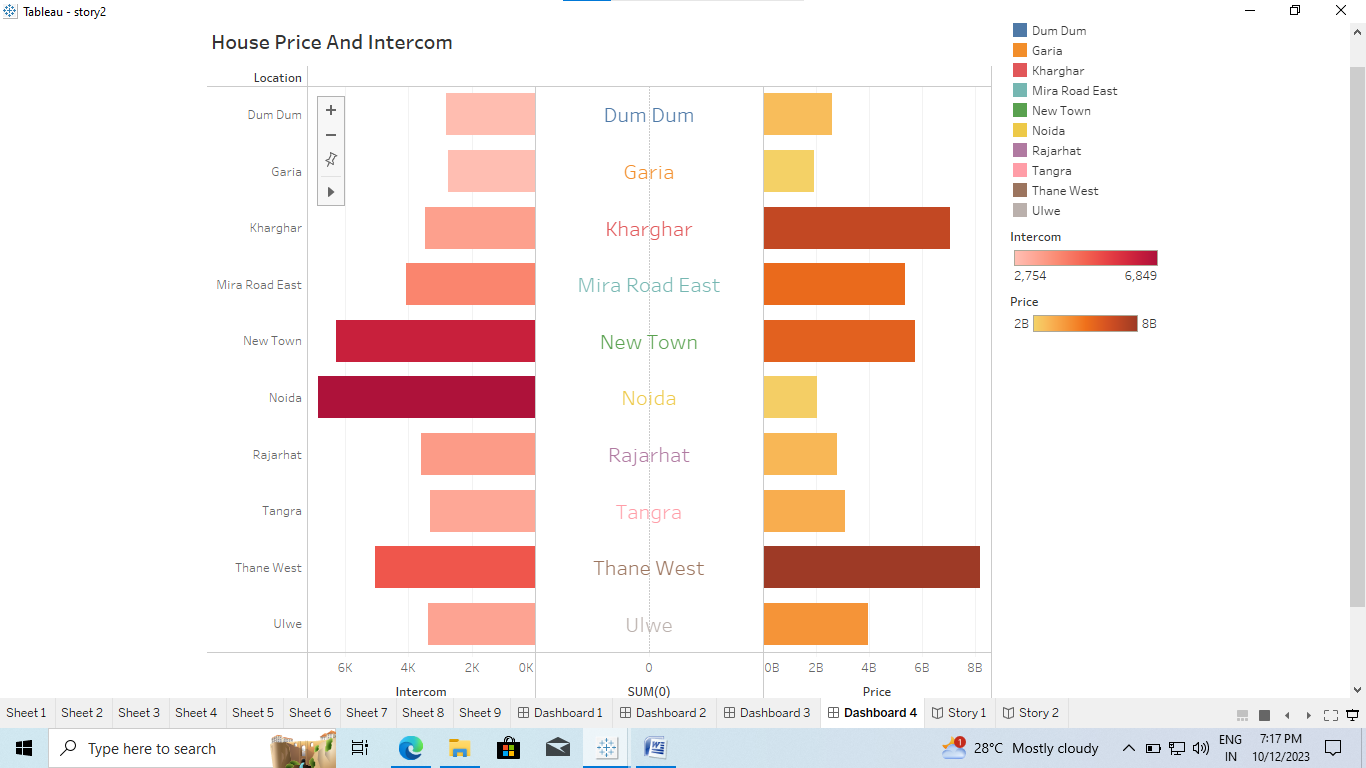 Tableau - story2
House Price And Intercom
Location
Dum Dum Dum Dum
Garia Garia
Kharghar Kharghar
Mira Road East Mira Road East
New Town New Town
Noida Noida
Rajarhat Rajarhat
Tangra Tangra
Thane West Thane West
Ulwe Ulwe
6K 4K 2K 0K 0 0B 2B 4B 6B 8B
Intercom SUM(0) Price
Dum Dum
Garia
Kharghar
Mira Road East
New Town
Noida
Rajarhat
Tangra
Thane West
Ulwe
Intercom
2,754 6,849
Price
2B 8B
Sheet 1 Sheet 2 Sheet 3 Sheet 4 Sheet 5 Sheet 6 Sheet 7 Sheet 8 Sheet 9 Dashboard 1 Dashboard 2 Dashboard 3 Dashboard 4 Story 1 Story 2
Type here to search 1 28°C Mostly cloudy ENG 7:17 PM
IN 10/12/2023